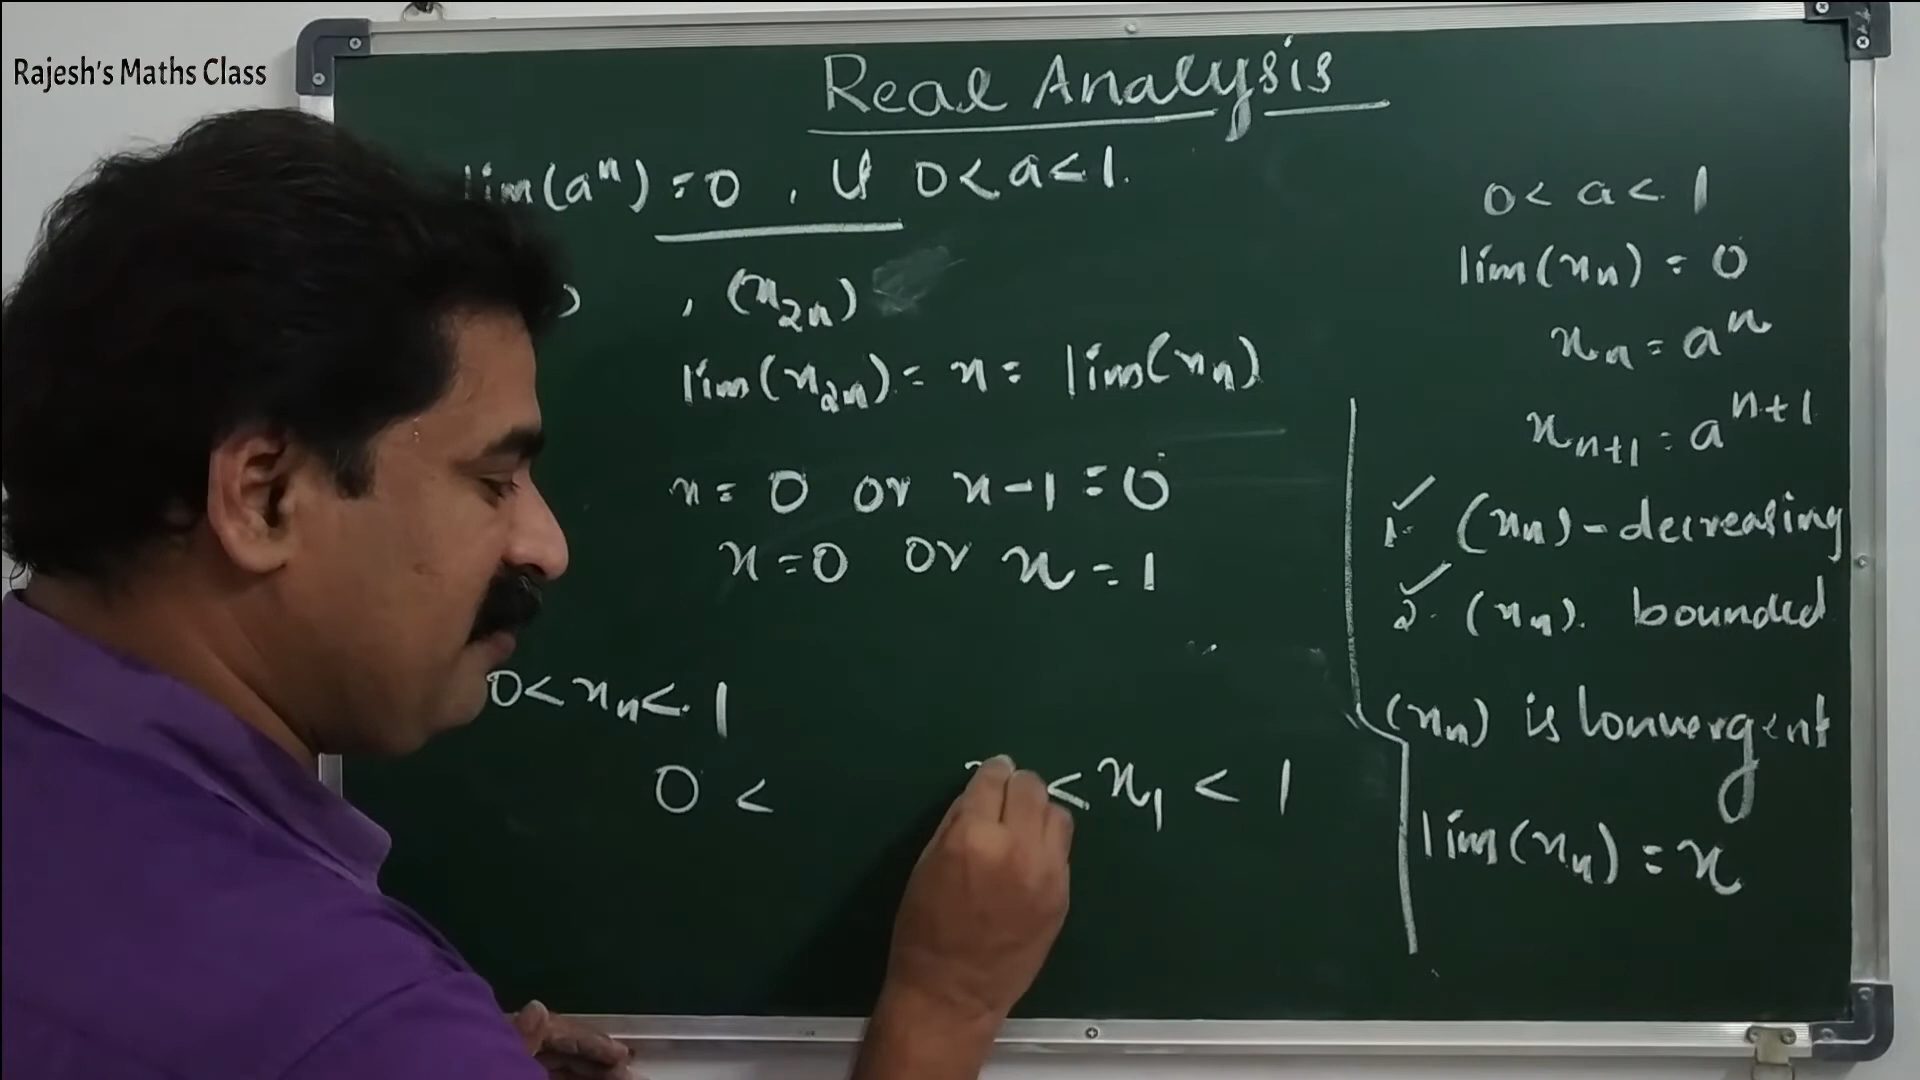 Rajesh's Maths Class
Real Analysis
lim(aⁿ) = 0 , if 0 < a < 1.
, (x₂ₙ)
lim(x₂ₙ) = x = lim(xₙ)
x = 0 or x - 1 = 0
x = 0 or x = 1
0 < xₙ < 1
0 < < x₁ < 1
0 < a < 1
lim(xₙ) = 0
xₙ = aⁿ
xₙ₊₁ = aⁿ⁺¹
1. (xₙ) - decreasing
2. (xₙ). bounded
(xₙ) is Convergent
lim(xₙ) = x